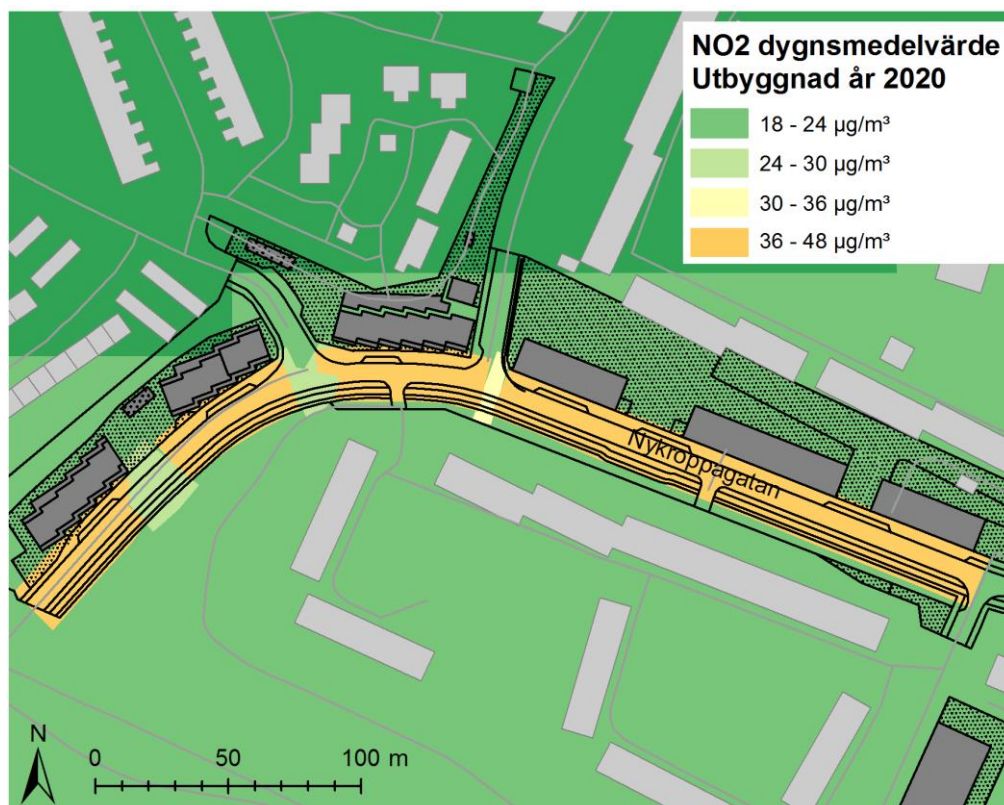 NO2 dygnsmedelvärde
Utbyggnad år 2020
18 - 24 µg/m³
24 - 30 µg/m³
30 - 36 µg/m³
36 - 48 µg/m³
Nykroppagatan
N
0 50 100 m